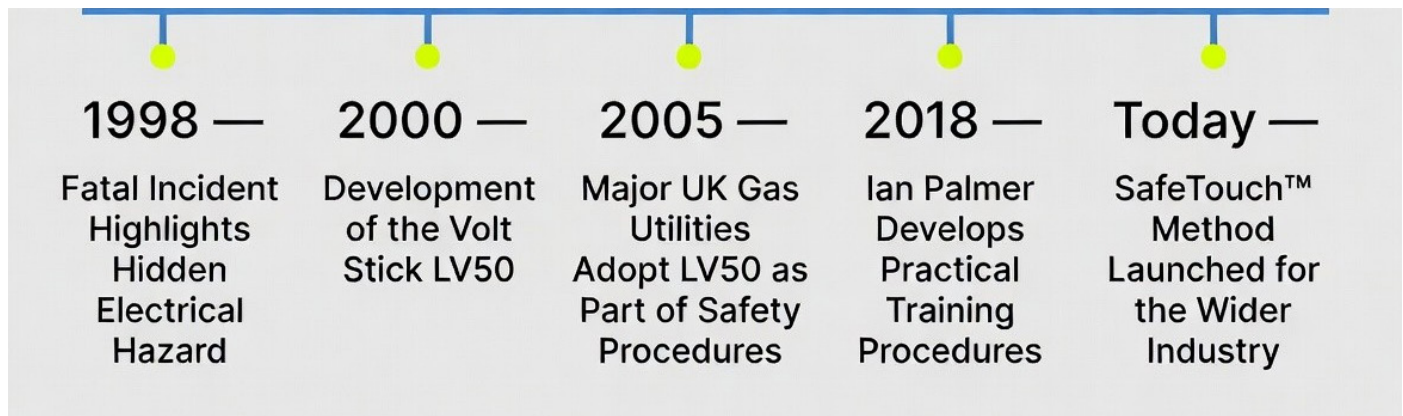 1998 —
Fatal Incident
Highlights
Hidden
Electrical
Hazard
2000 —
Development
of the Volt
Stick LV50
2005 —
Major UK Gas
Utilities
Adopt LV50 as
Part of Safety
Procedures
2018 —
Ian Palmer
Develops
Practical
Training
Procedures
Today —
SafeTouch™
Method
Launched for
the Wider
Industry